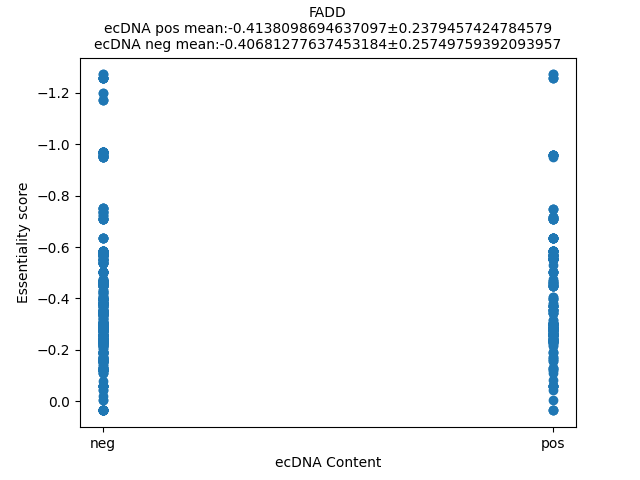 FADD
ecDNA pos mean:-0.4138098694637097±0.2379457424784579
ecDNA neg mean:-0.40681277637453184±0.25749759392093957
−1.2
−1.0
−0.8
−0.6
−0.4
−0.2
0.0
Essentiality score
neg
pos
ecDNA Content